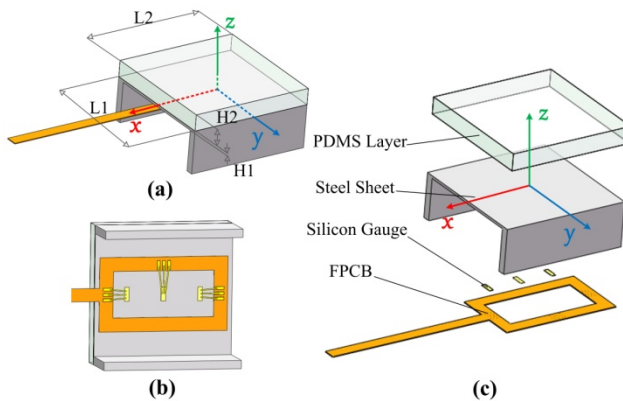 L2
z
L1
x
H2
y
H1
(a)
(b)
PDMS Layer
z
Steel Sheet
x
y
Silicon Gauge
FPCB
(c)